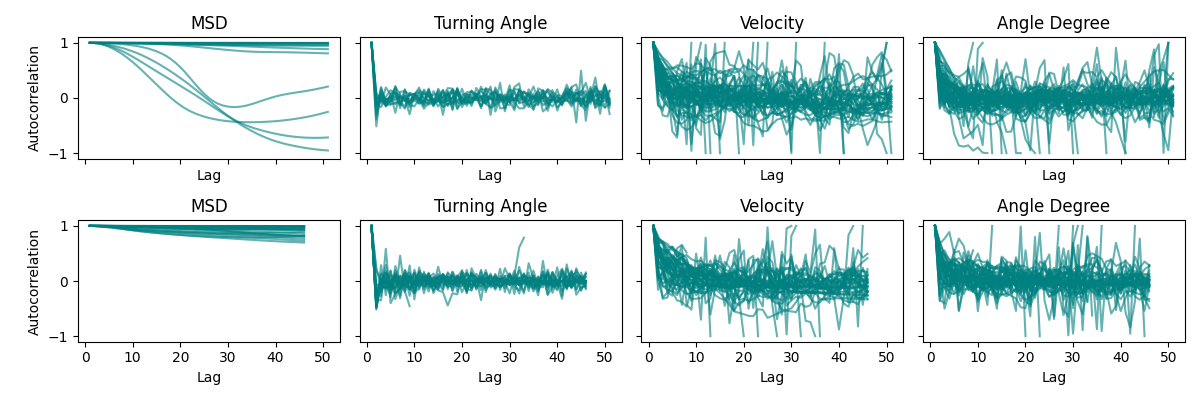 MSD Turning Angle Velocity Angle Degree
Autocorrelation
1
0
−1
Lag Lag Lag Lag
MSD Turning Angle Velocity Angle Degree
Autocorrelation
1
0
−1
0 10 20 30 40 50 0 10 20 30 40 50 0 10 20 30 40 50 0 10 20 30 40 50
Lag Lag Lag Lag